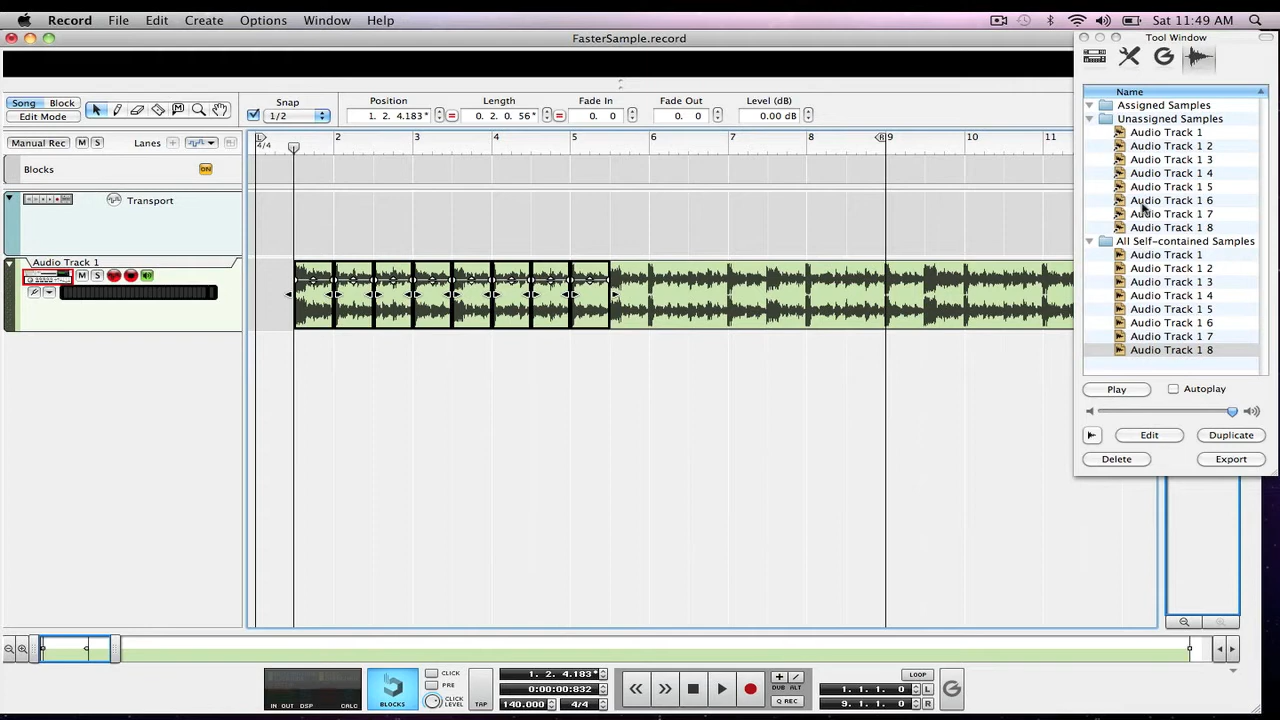 Record File Edit Create Options Window Help Sat 11:49 AM
FasterSample.record
Tool Window
Song Block
Edit Mode
Snap
1/2
Position
1. 2. 4.183*
Length
0. 2. 0. 56*
Fade In
0. 0
Fade Out
0. 0
Level (dB)
0.00 dB
Manual Rec M S Lanes
L 2 3 4 5 6 7 8 R 9 10 11
4/4
Blocks ON
Transport
Audio Track 1
M S
Name
Assigned Samples
Unassigned Samples
Audio Track 1
Audio Track 1 2
Audio Track 1 3
Audio Track 1 4
Audio Track 1 5
Audio Track 1 6
Audio Track 1 7
Audio Track 1 8
All Self-contained Samples
Audio Track 1
Audio Track 1 2
Audio Track 1 3
Audio Track 1 4
Audio Track 1 5
Audio Track 1 6
Audio Track 1 7
Audio Track 1 8
Play Autoplay
Edit Duplicate
Delete Export
IN OUT DSP CALC
BLOCKS
CLICK
PRE
CLICK
LEVEL
TAP
1. 2. 4.183*
0:00:00:832
140.000 4/4
DUB ALT
Q REC
LOOP
1. 1. 1. 0 L
9. 1. 1. 0 R